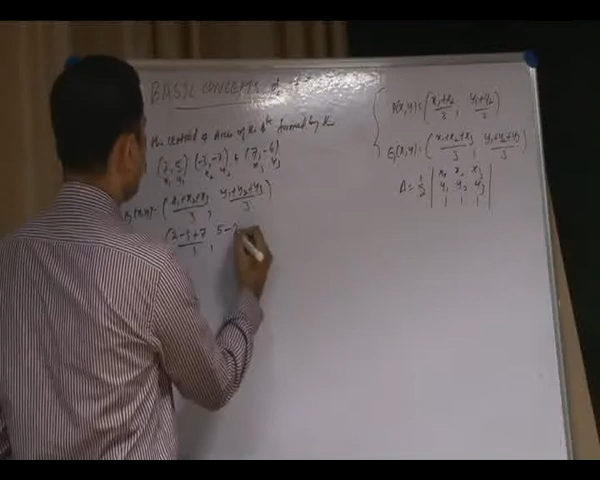 BASIC CONCEPTS of
the centroid & area of the Δle formed by the
(2,5) (-3,-2) & (7,-6)
x₁ y₁ x₂ y₂ x₃ y₃
G(x,y)=(x₁+x₂+x₃/3, y₁+y₂+y₃/3)
(2-3+7/3, 5-2
P(x,y)=(x₁+x₂/2, y₁+y₂/2)
G(x,y)=(x₁+x₂+x₃/3, y₁+y₂+y₃/3)
x₁ x₂ x₃
Δ=1/2 | y₁ y₂ y₃ |
1 1 1